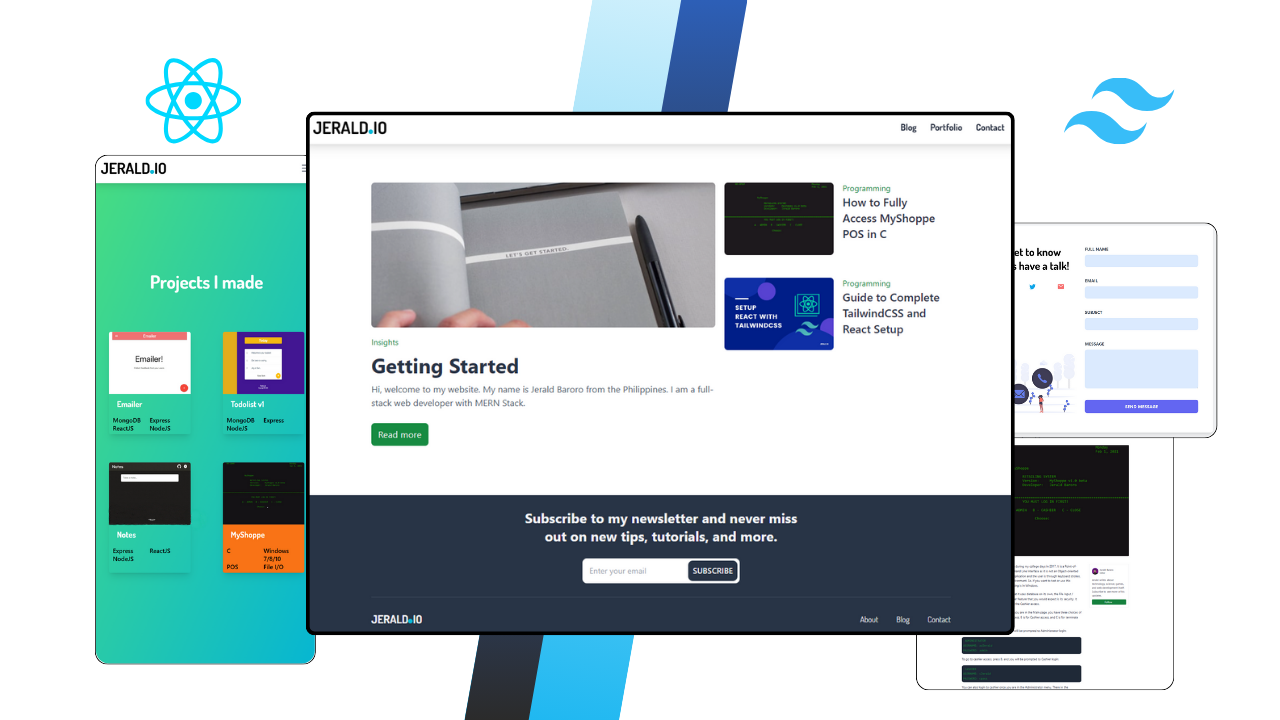 JERALD.IO
Projects I made
Emailer
Emailer!
Emailer
MongoDB Express
ReactJS NodeJS
Todolist v1
MongoDB Express
NodeJS
Notes
Notes
Express ReactJS
NodeJS
MyShoppe
C Windows
7/8/10
POS File I/O
JERALD.IO
Blog Portfolio Contact
LET'S GET STARTED.
Insights
Getting Started
Hi, welcome to my website. My name is Jerald Baroro from the Philippines. I am a full-
stack web developer with MERN Stack.
Read more
Programming
How to Fully
Access MyShoppe
POS in C
SETUP
REACT WITH
TAILWINDCSS
Programming
Guide to Complete
TailwindCSS and
React Setup
Subscribe to my newsletter and never miss
out on new tips, tutorials, and more.
Enter your email SUBSCRIBE
JERALD.IO
About Blog Contact
et to know
have a talk!
FULL NAME
EMAIL
SUBJECT
MESSAGE
SEND MESSAGE